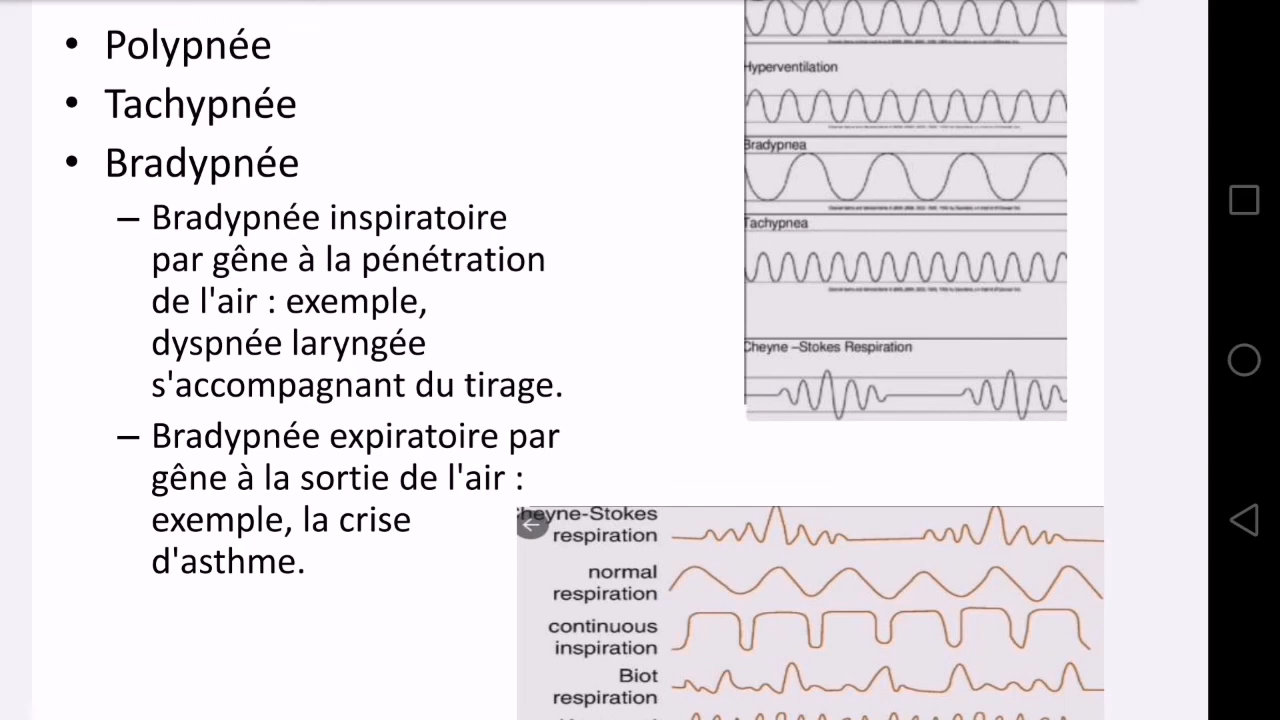 • Polypnée
• Tachypnée
• Bradypnée
– Bradypnée inspiratoire
par gêne à la pénétration
de l'air : exemple,
dyspnée laryngée
s'accompagnant du tirage.
– Bradypnée expiratoire par
gêne à la sortie de l'air :
exemple, la crise
d'asthme.
Hyperventilation
Bradypnea
Tachypnea
Cheyne –Stokes Respiration
Cheyne-Stokes
respiration
normal
respiration
continuous
inspiration
Biot
respiration